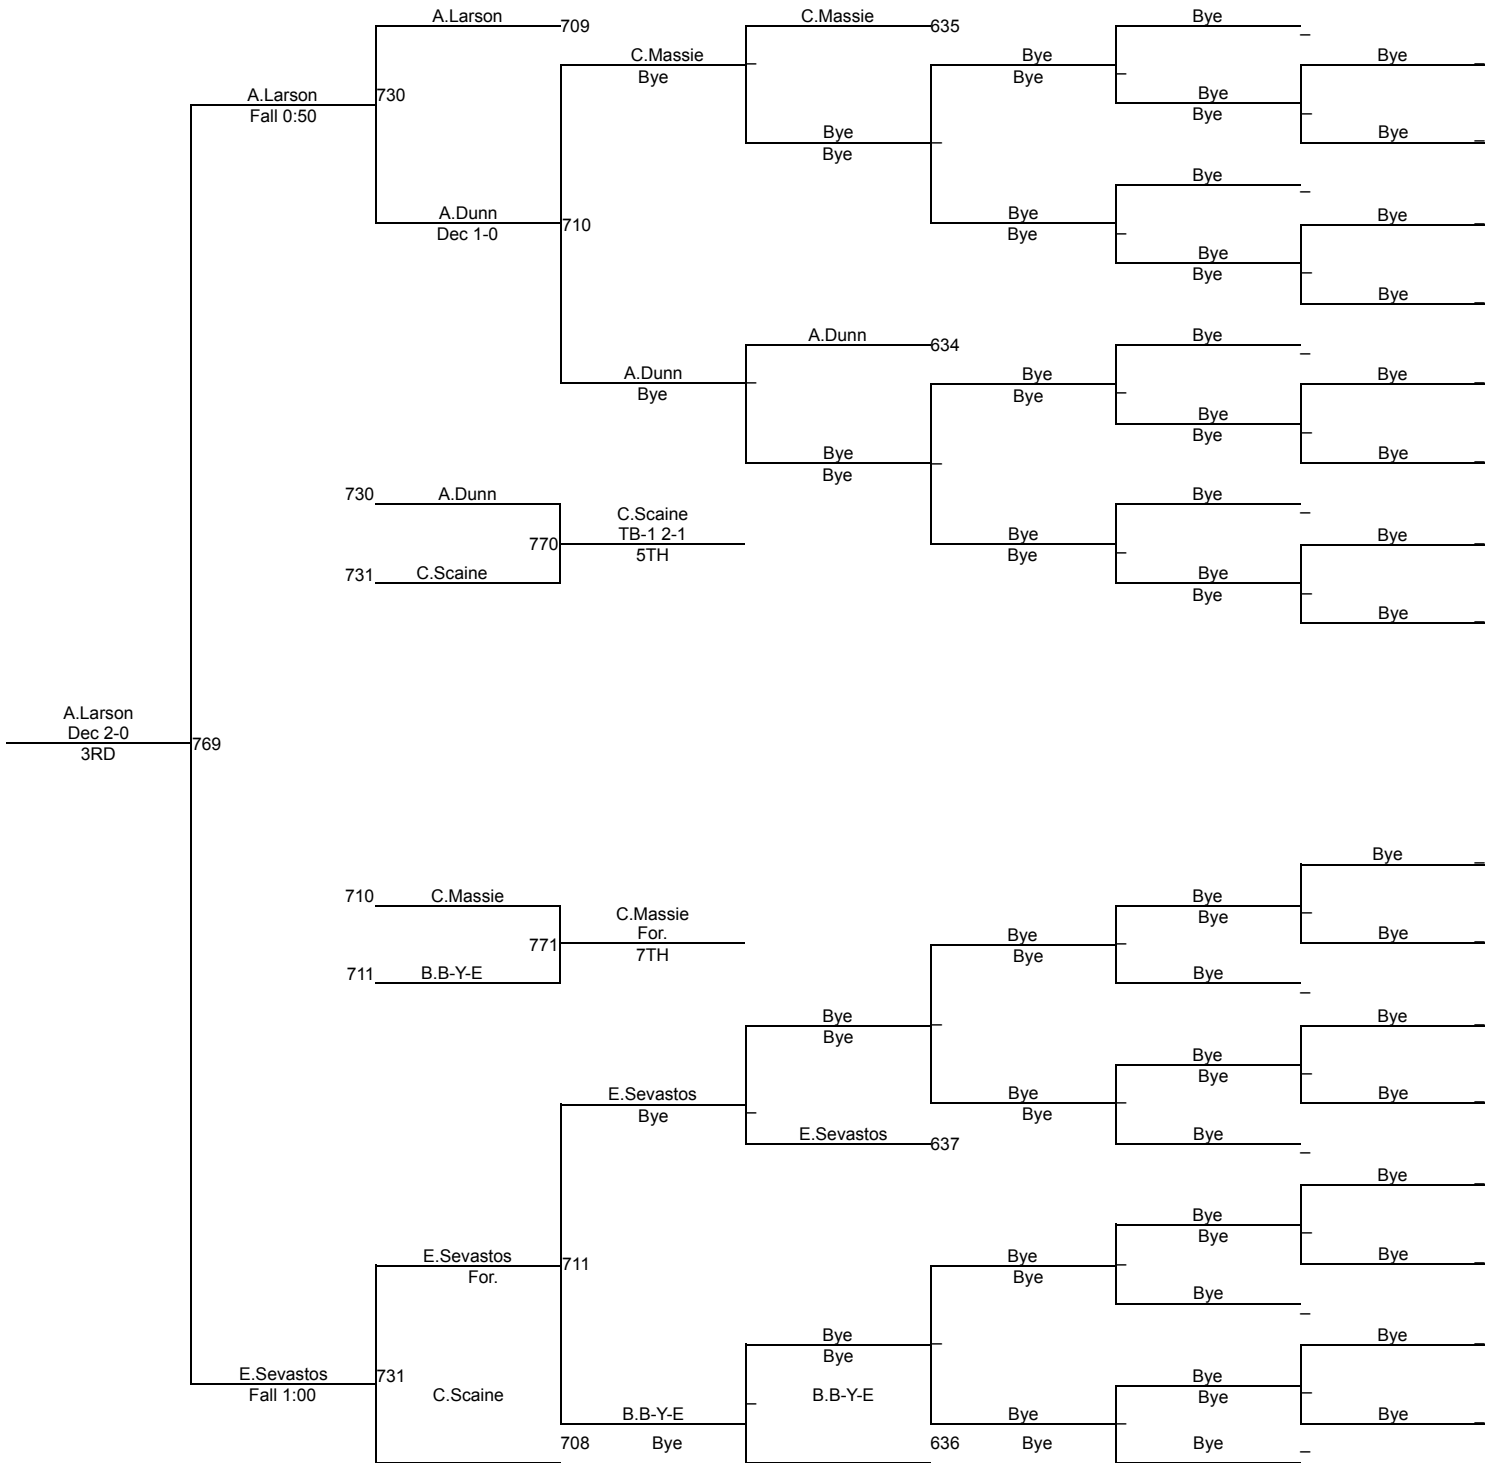 A.Larson 709 C.Massie 635 Bye
C.Massie Bye Bye
Bye Bye
A.Larson 730 Bye
Fall 0:50 Bye
Bye Bye
Bye
Bye
A.Dunn 710 Bye Bye
Dec 1-0 Bye
Bye
Bye
Bye
A.Dunn 634 Bye
A.Dunn Bye Bye
Bye Bye
Bye
Bye
Bye Bye
Bye
730 A.Dunn Bye
C.Scaine
770 TB-1 2-1 Bye Bye
5TH Bye
731 C.Scaine Bye
Bye
Bye
A.Larson
Dec 2-0
769
3RD
Bye
710 C.Massie Bye
C.Massie Bye
771 For. Bye Bye
7TH Bye
711 B.B-Y-E Bye
Bye Bye
Bye
Bye
Bye
E.Sevastos Bye Bye
Bye Bye
E.Sevastos 637 Bye
Bye
Bye
Bye
E.Sevastos 711 Bye Bye
For. Bye
Bye
Bye Bye
Bye
E.Sevastos 731 Bye
Fall 1:00 C.Scaine B.B-Y-E Bye
B.B-Y-E Bye Bye
708 Bye 636 Bye Bye